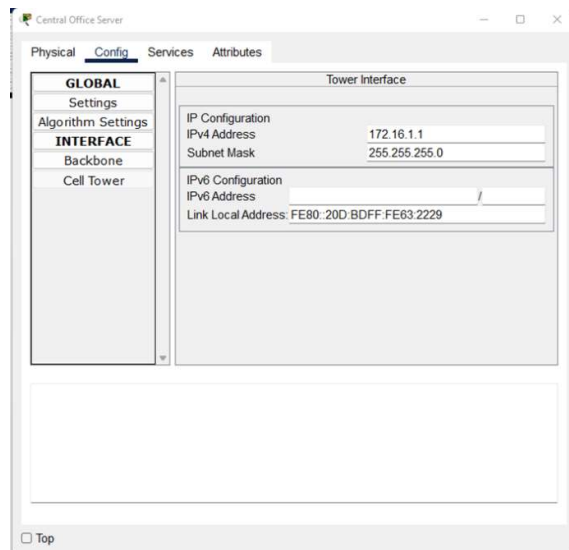 Central Office Server
Physical Config Services Attributes
GLOBAL
Settings
Algorithm Settings
INTERFACE
Backbone
Cell Tower
Tower Interface
IP Configuration
IPv4 Address 172.16.1.1
Subnet Mask 255.255.255.0
IPv6 Configuration
IPv6 Address /
Link Local Address: FE80::20D:BDFF:FE63:2229
Top